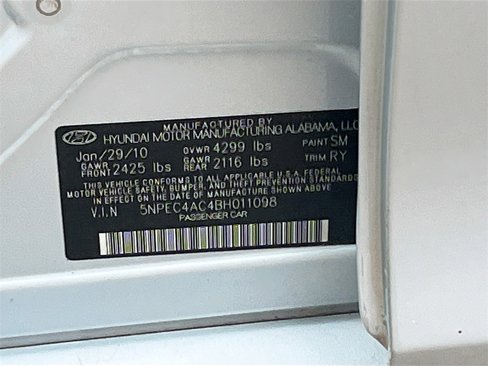 MANUFACTURED BY
HYUNDAI MOTOR MANUFACTURING ALABAMA, LLC
Jan/29/10 GVWR 4299 lbs PAINT SM
GAWR FRONT 2425 lbs GAWR REAR 2116 lbs TRIM RY
THIS VEHICLE CONFORMS TO ALL APPLICABLE U.S.A FEDERAL
MOTOR VEHICLE SAFETY, BUMPER, AND THEFT PREVENTION STANDARDS
IN EFFECT ON THE DATE OF MANUFACTURE SHOWN ABOVE.
V.I.N 5NPEC4AC4BH011098
PASSENGER CAR